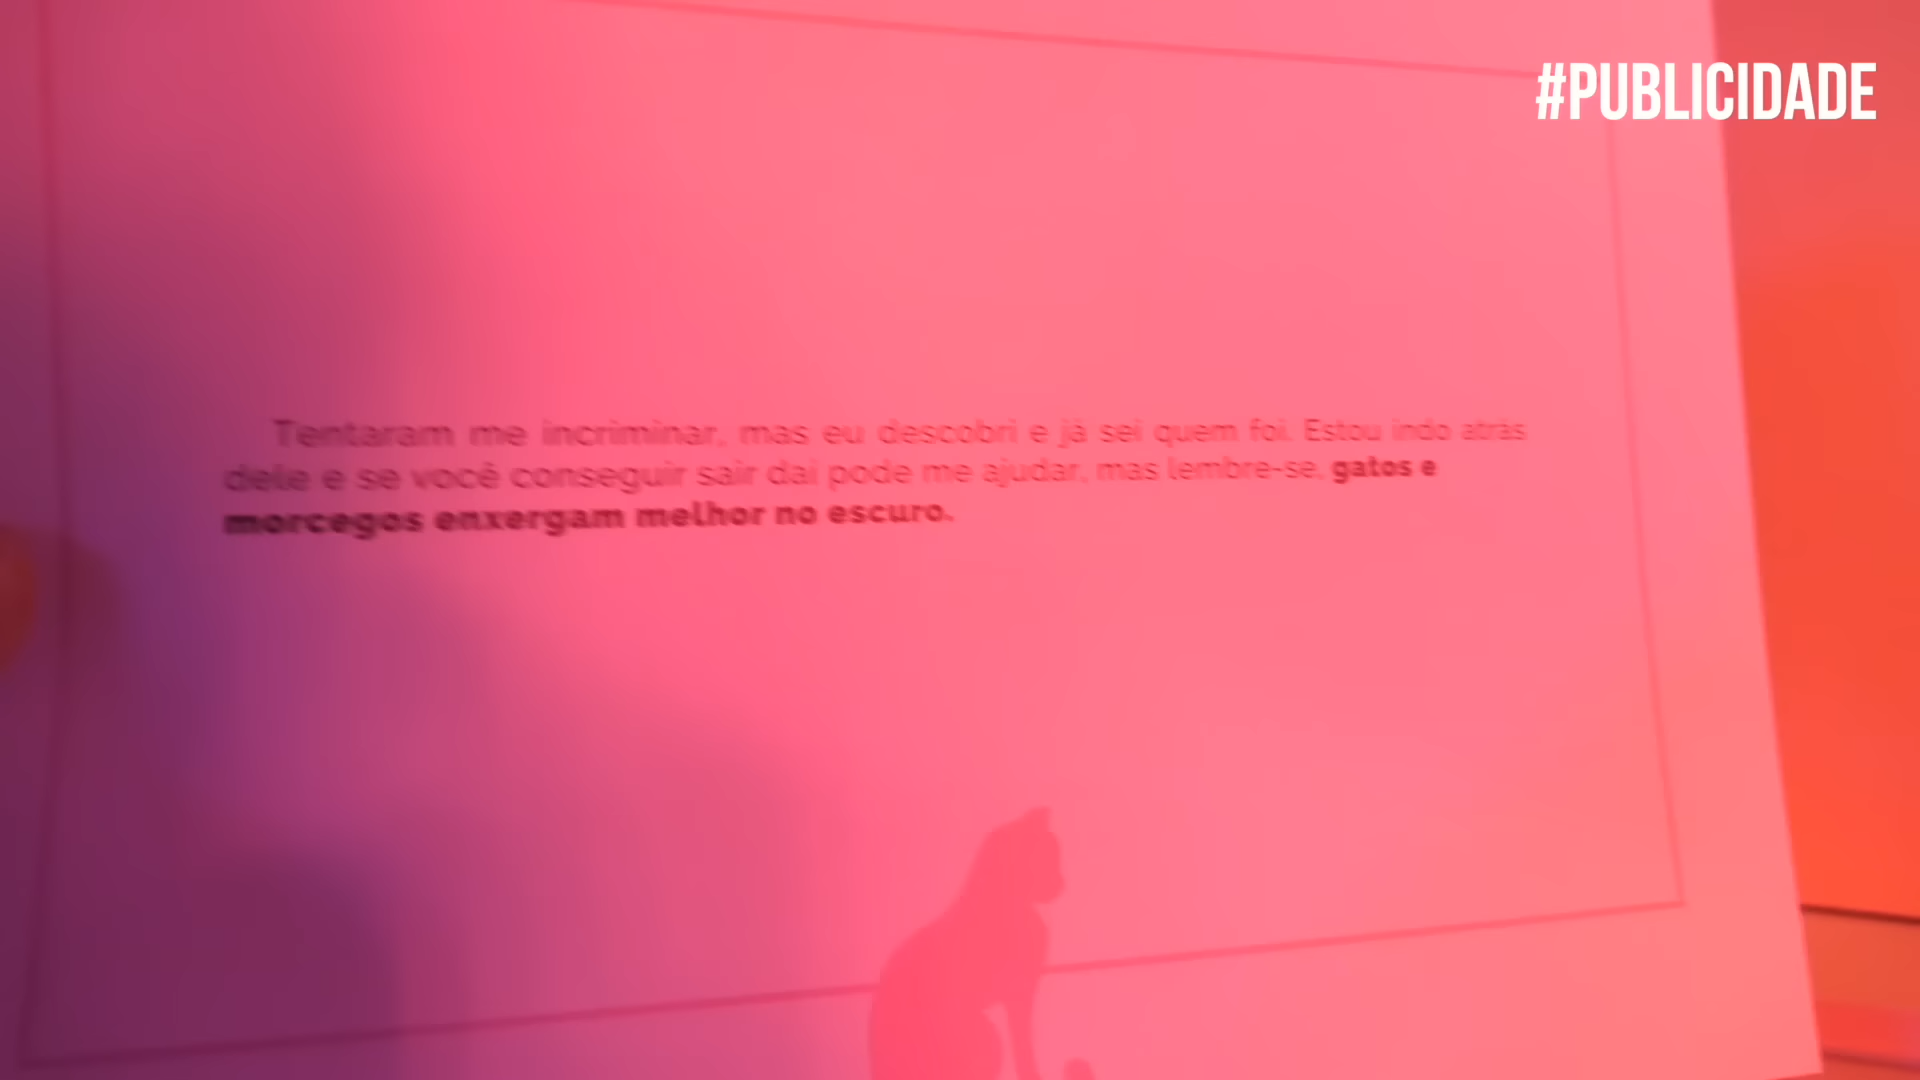 #PUBLICIDADE
Tentaram me incriminar, mas eu descobri e já sei quem foi. Estou indo atrás
dele e se você conseguir sair daí pode me ajudar, mas lembre-se, gatos e
morcegos enxergam melhor no escuro.